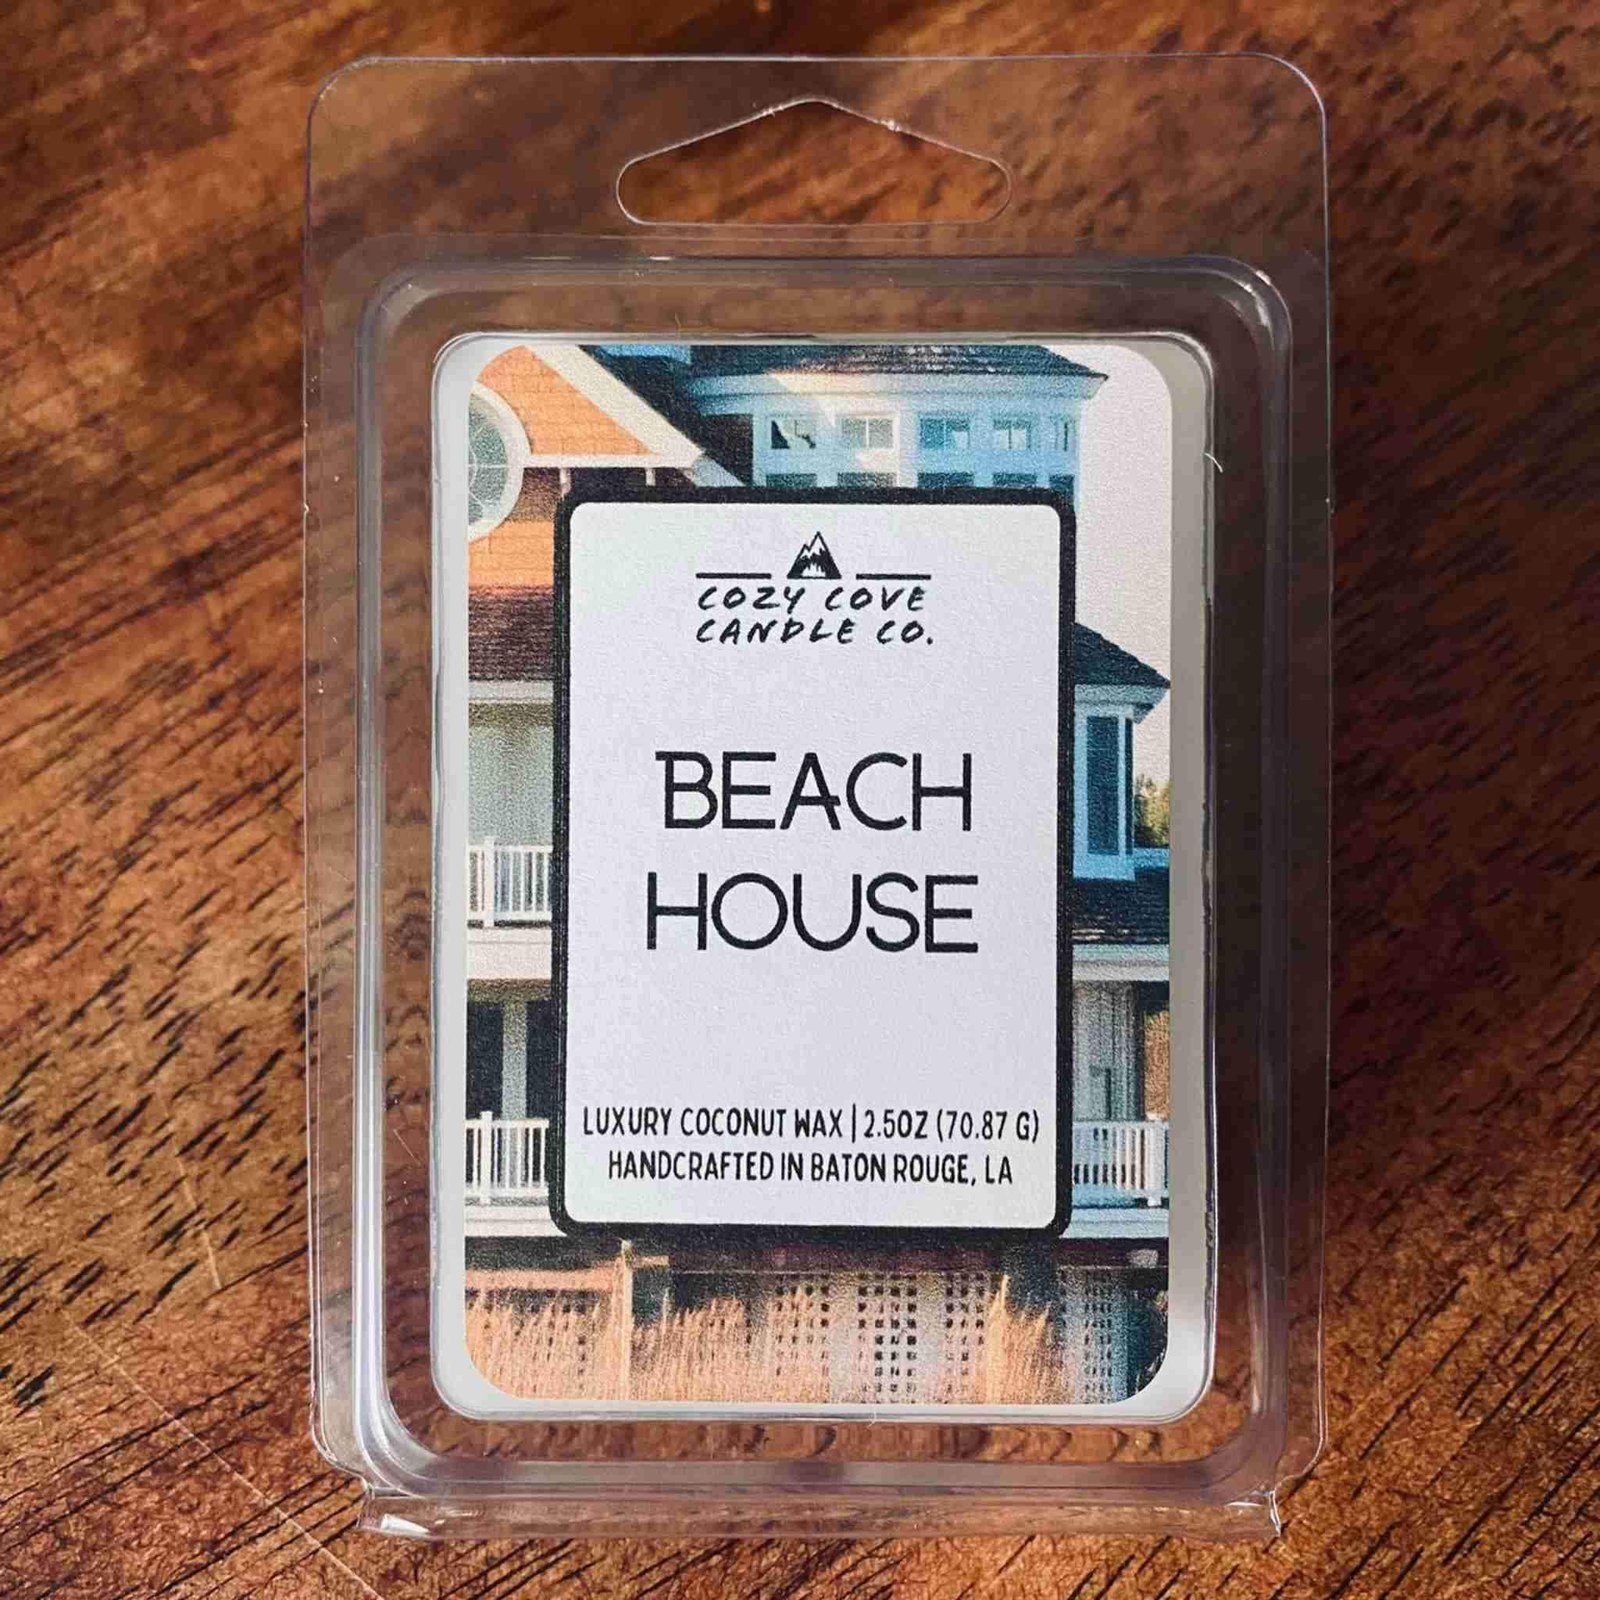 COZY COVE
CANDLE CO.
BEACH
HOUSE
LUXURY COCONUT WAX | 2.5OZ (70.87 G)
HANDCRAFTED IN BATON ROUGE, LA